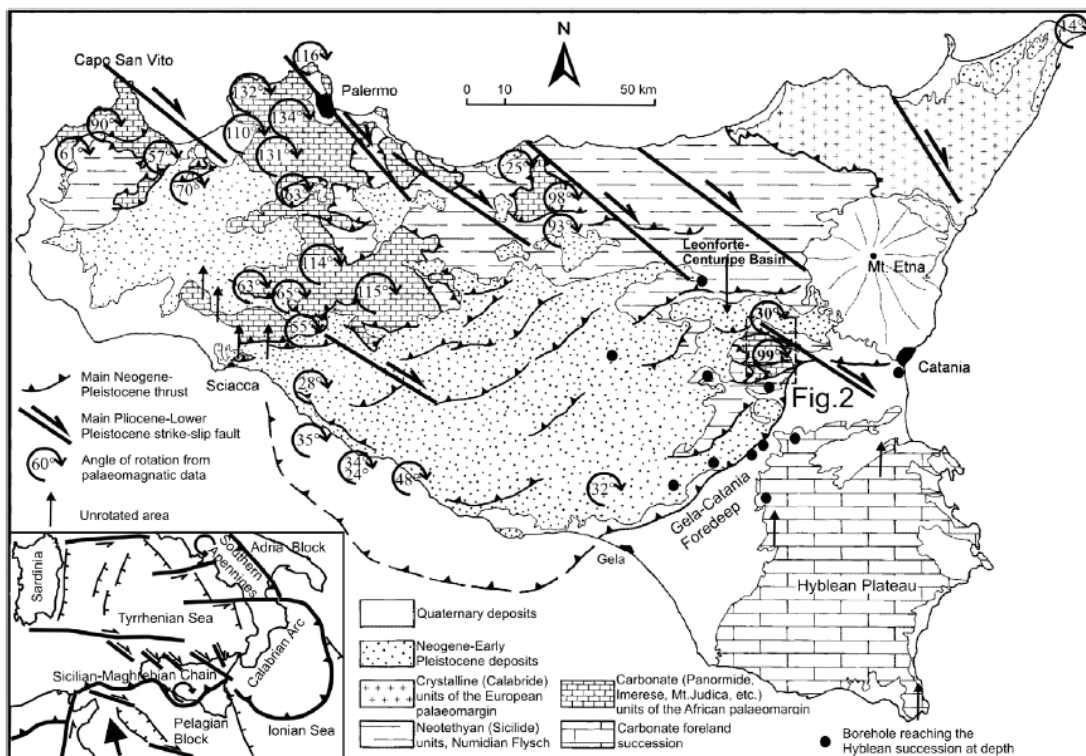 14°
N
116°
Capo San Vito
Palermo
0 10 50 km
132°
134°
90°
110°
57°
131°
25°
70°
98°
93°
Leonforte-
Centuripe Basin
Mt. Etna
114°
63°
65°
115°
30°
55°
99°
Catania
Sciacca
Fig.2
28°
Main Neogene-
Pleistocene thrust
Main Pliocene-Lower
Pleistocene strike-slip fault
35°
34°
24°
48°
32°
60°
Angle of rotation from
palaeomagnatic data
Unrotated area
Gela-Catania
Foredeep
Gela
Hyblean Plateau
Sardinia
Southern
Apennines
Adria Block
Tyrrhenian Sea
Calabrian Arc
Sicilian-Maghrebian Chain
Pelagian
Block
Ionian Sea
Quaternary deposits
Neogene-Early
Pleistocene deposits
Crystalline (Calabride)
units of the European
palaeomargin
Neotethyan (Sicilide)
units, Numidian Flysch
Carbonate (Panormide,
Imerese, Mt.Judica, etc.)
units of the African palaeomargin
Carbonate foreland
succession
Borehole reaching the
Hyblean succession at depth